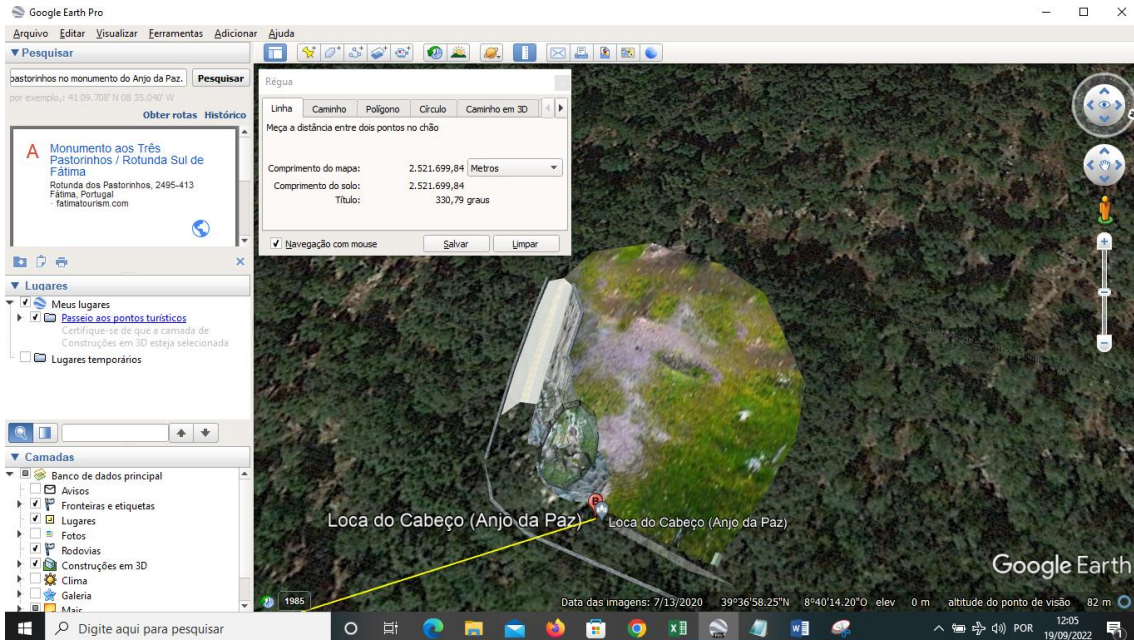 Google Earth Pro
Arquivo Editar Visualizar Ferramentas Adicionar Ajuda
Pesquisar
pastorinhos no monumento do Anjo da Paz. Pesquisar
por exemplo,: 41 09.708' N 08 35.040' W
Obter rotas Histórico
A Monumento aos Três
Pastorinhos / Rotunda Sul de
Fátima
Rotunda dos Pastorinhos, 2495-413
Fátima, Portugal
- fatimatourism.com
Lugares
Meus lugares
Passeio aos pontos turísticos
Certifique-se de que a camada de
Construções em 3D esteja selecionada
Lugares temporários
Camadas
Banco de dados principal
Avisos
Fronteiras e etiquetas
Lugares
Fotos
Rodovias
Construções em 3D
Clima
Galeria
Mais
Régua
Linha Caminho Polígono Círculo Caminho em 3D
Meça a distância entre dois pontos no chão
Comprimento do mapa: 2.521.699,84 Metros
Comprimento do solo: 2.521.699,84
Título: 330,79 graus
Navegação com mouse Salvar Limpar
Loca do Cabeço (Anjo da Paz)
Loca do Cabeço (Anjo da Paz)
Google Earth
1985
Data das imagens: 7/13/2020 39°36'58.25"N 8°40'14.20"O elev 0 m altitude do ponto de visão 82 m
Digite aqui para pesquisar
POR
12:05
19/09/2022